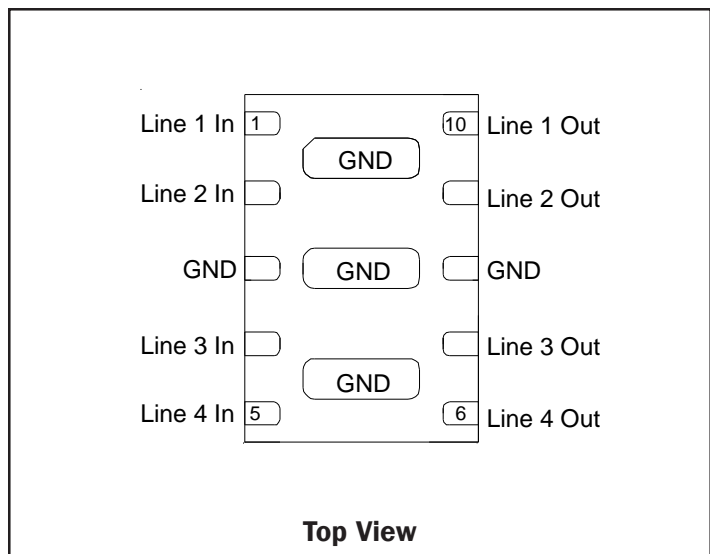 Line 1 In 1 10 Line 1 Out
GND
Line 2 In Line 2 Out
GND GND GND
Line 3 In Line 3 Out
GND
Line 4 In 5 6 Line 4 Out
Top View